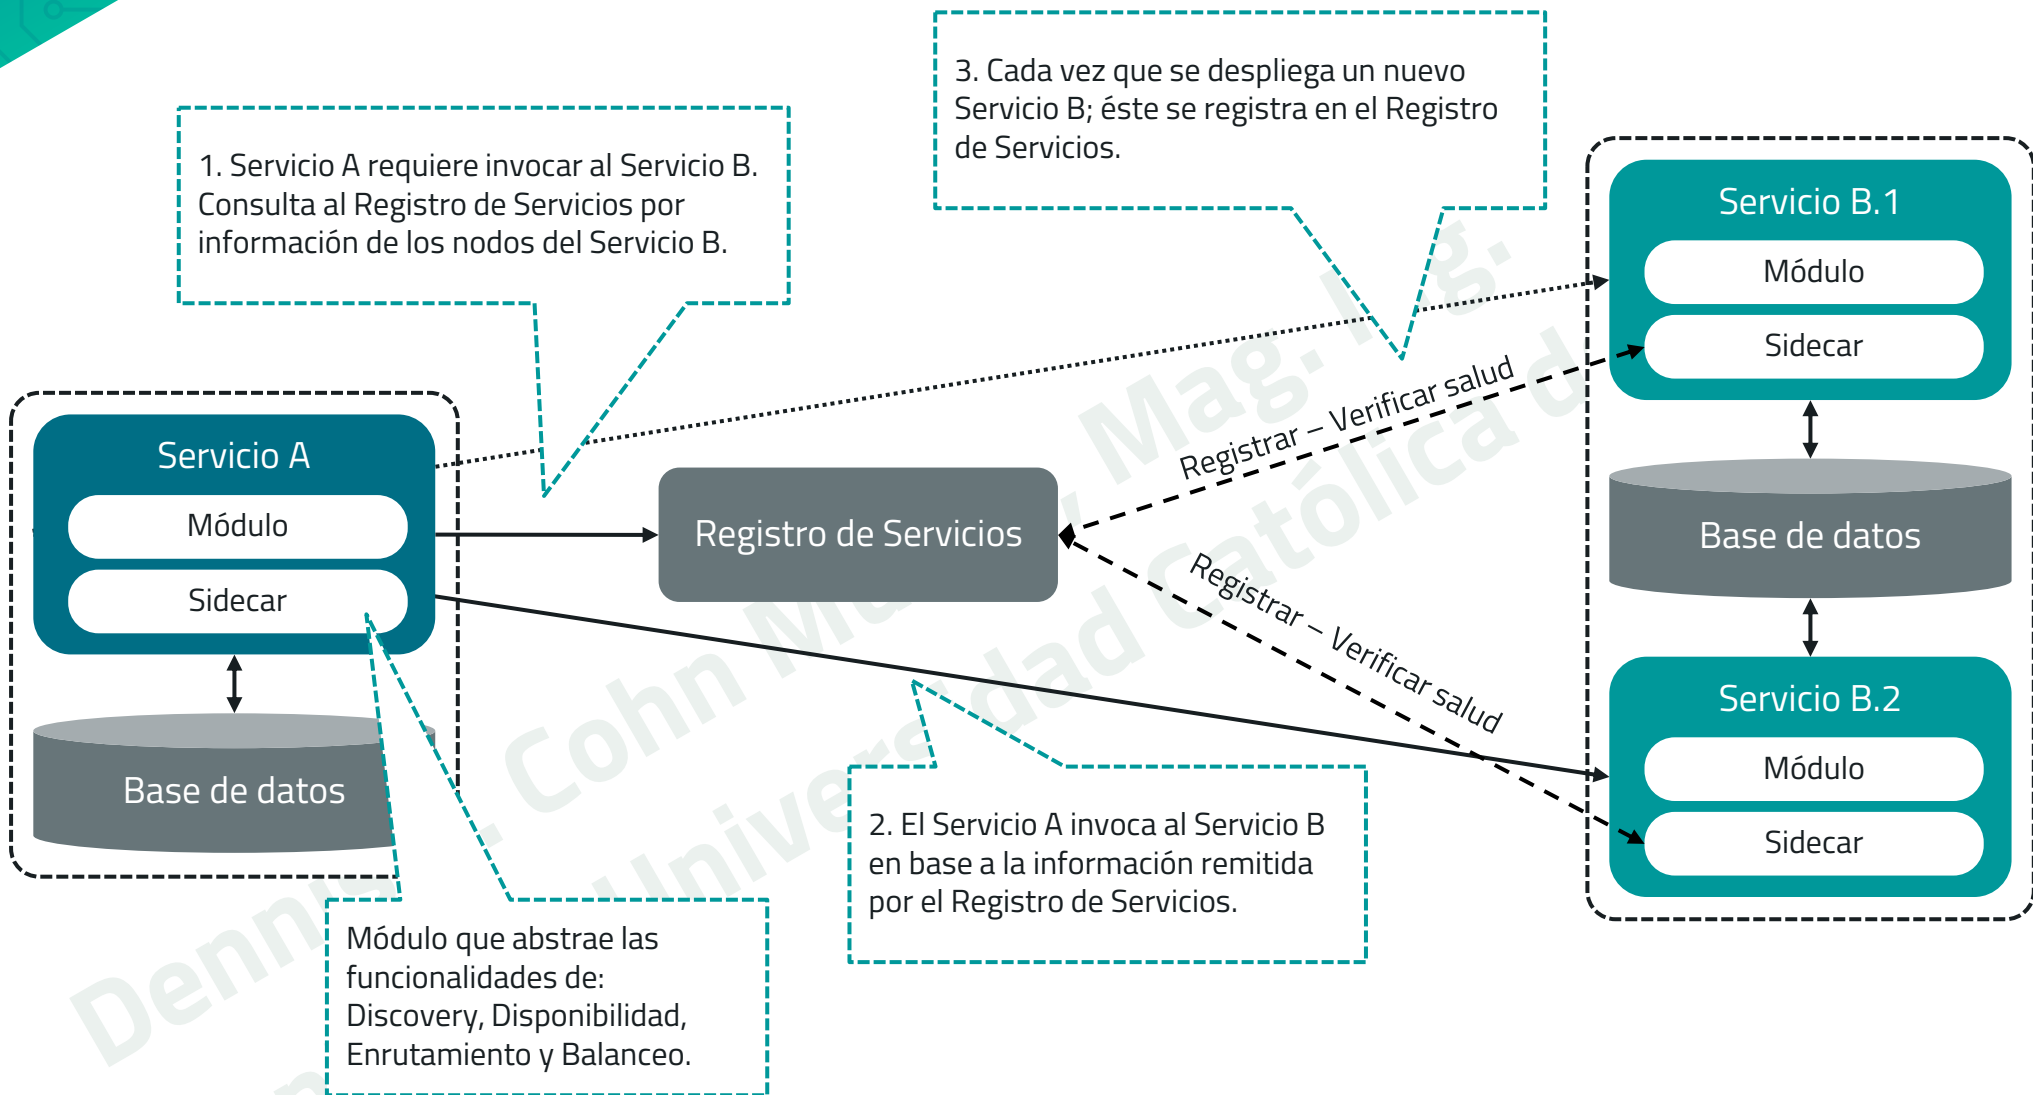 3. Cada vez que se despliega un nuevo
Servicio B; éste se registra en el Registro
de Servicios.
1. Servicio A requiere invocar al Servicio B.
Consulta al Registro de Servicios por
información de los nodos del Servicio B.
Servicio B.1
Módulo
Sidecar
Registrar – Verificar salud
Servicio A
Módulo
Sidecar
Registro de Servicios
Base de datos
Registrar – Verificar salud
Servicio B.2
Módulo
Sidecar
Base de datos
2. El Servicio A invoca al Servicio B
en base a la información remitida
por el Registro de Servicios.
Módulo que abstrae las
funcionalidades de:
Discovery, Disponibilidad,
Enrutamiento y Balanceo.
Cohn
Mag.
Universidad Católica